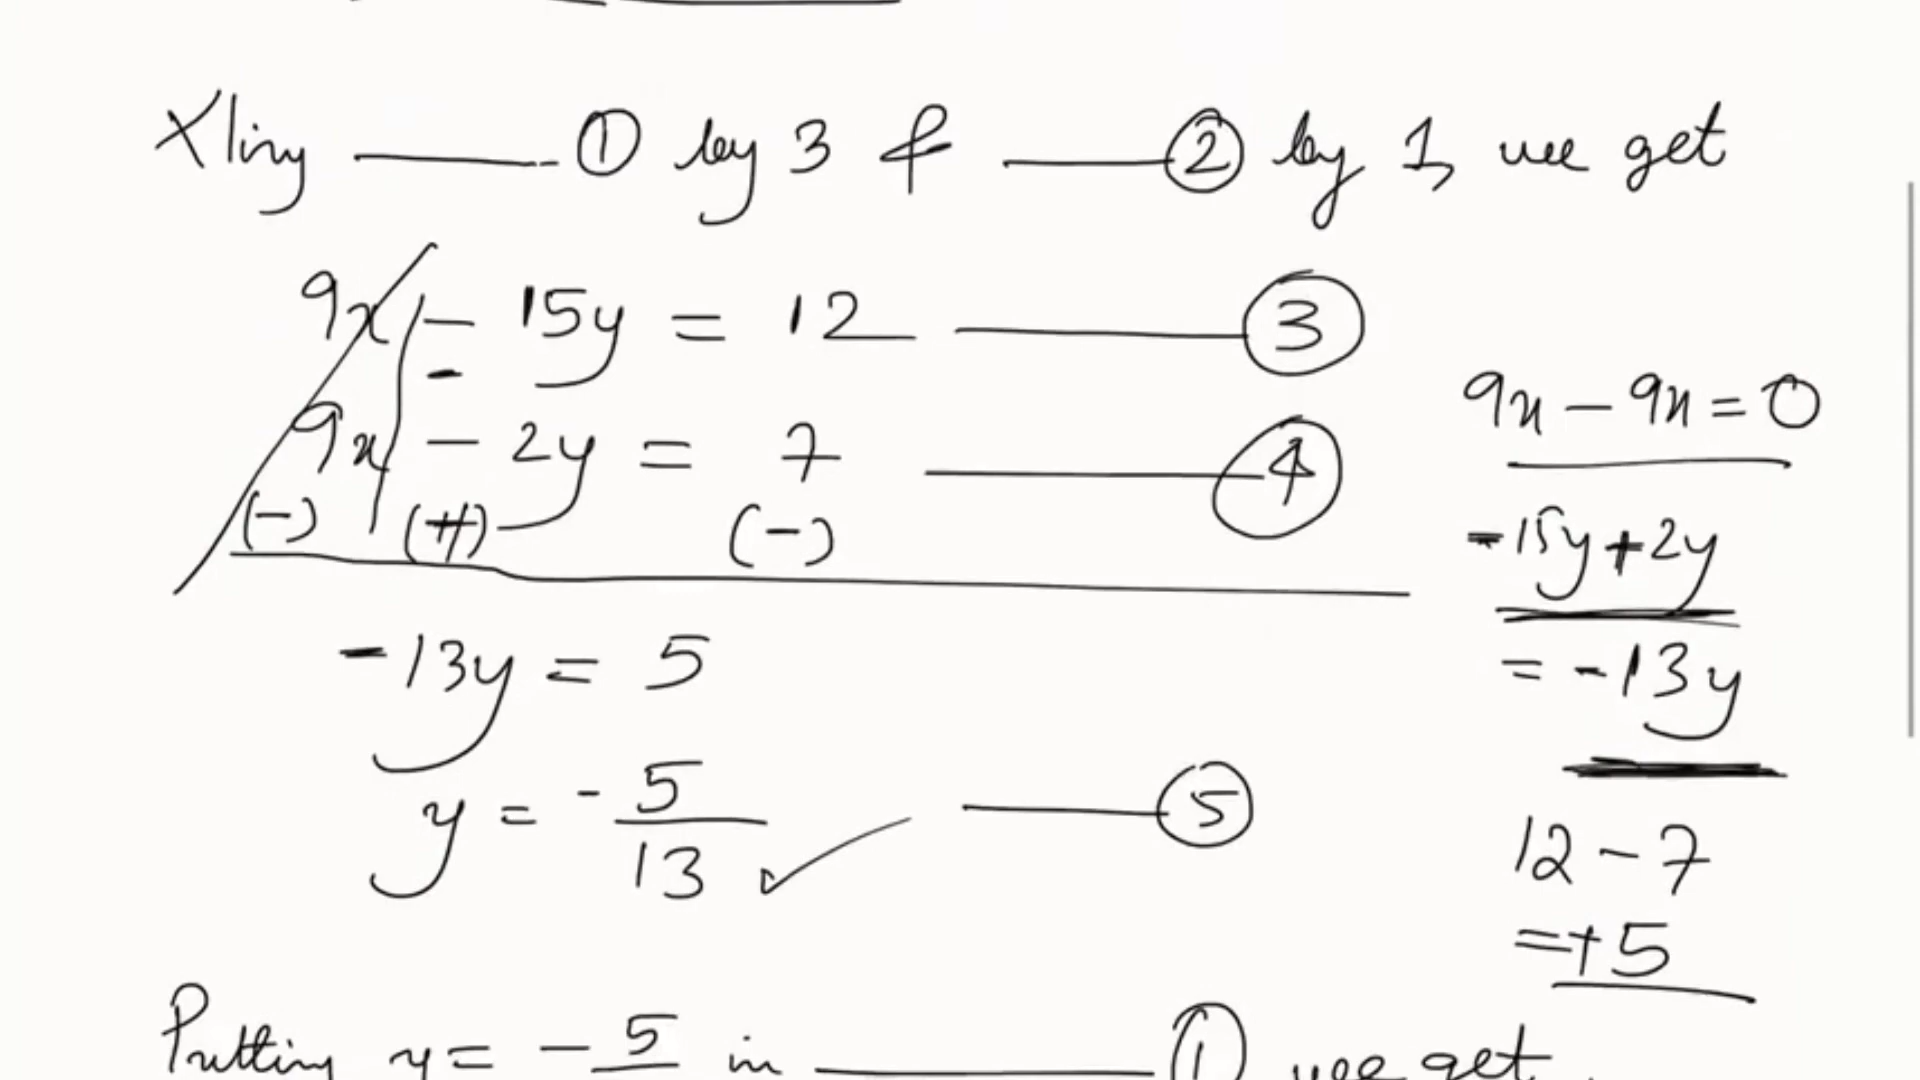 Xling ——— ① by 3 & ——— ② by 1, we get
9x - 15y = 12 ——— ③
-
9x - 2y = 7 ——— ④
(-) (+) (-)
-13y = 5
y = -5/13 ✓ ——— ⑤
9x - 9x = 0
-15y + 2y
= -13y
12 - 7
= +5
Putting y = -5 in ——— ① we get